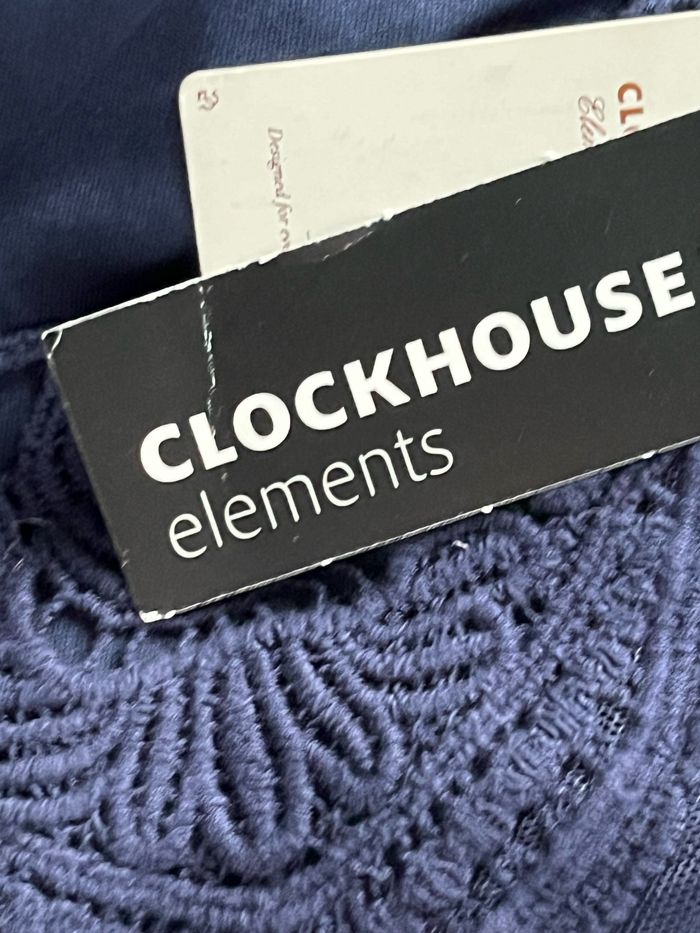 CLOCKHOUSE
elements
Designed for